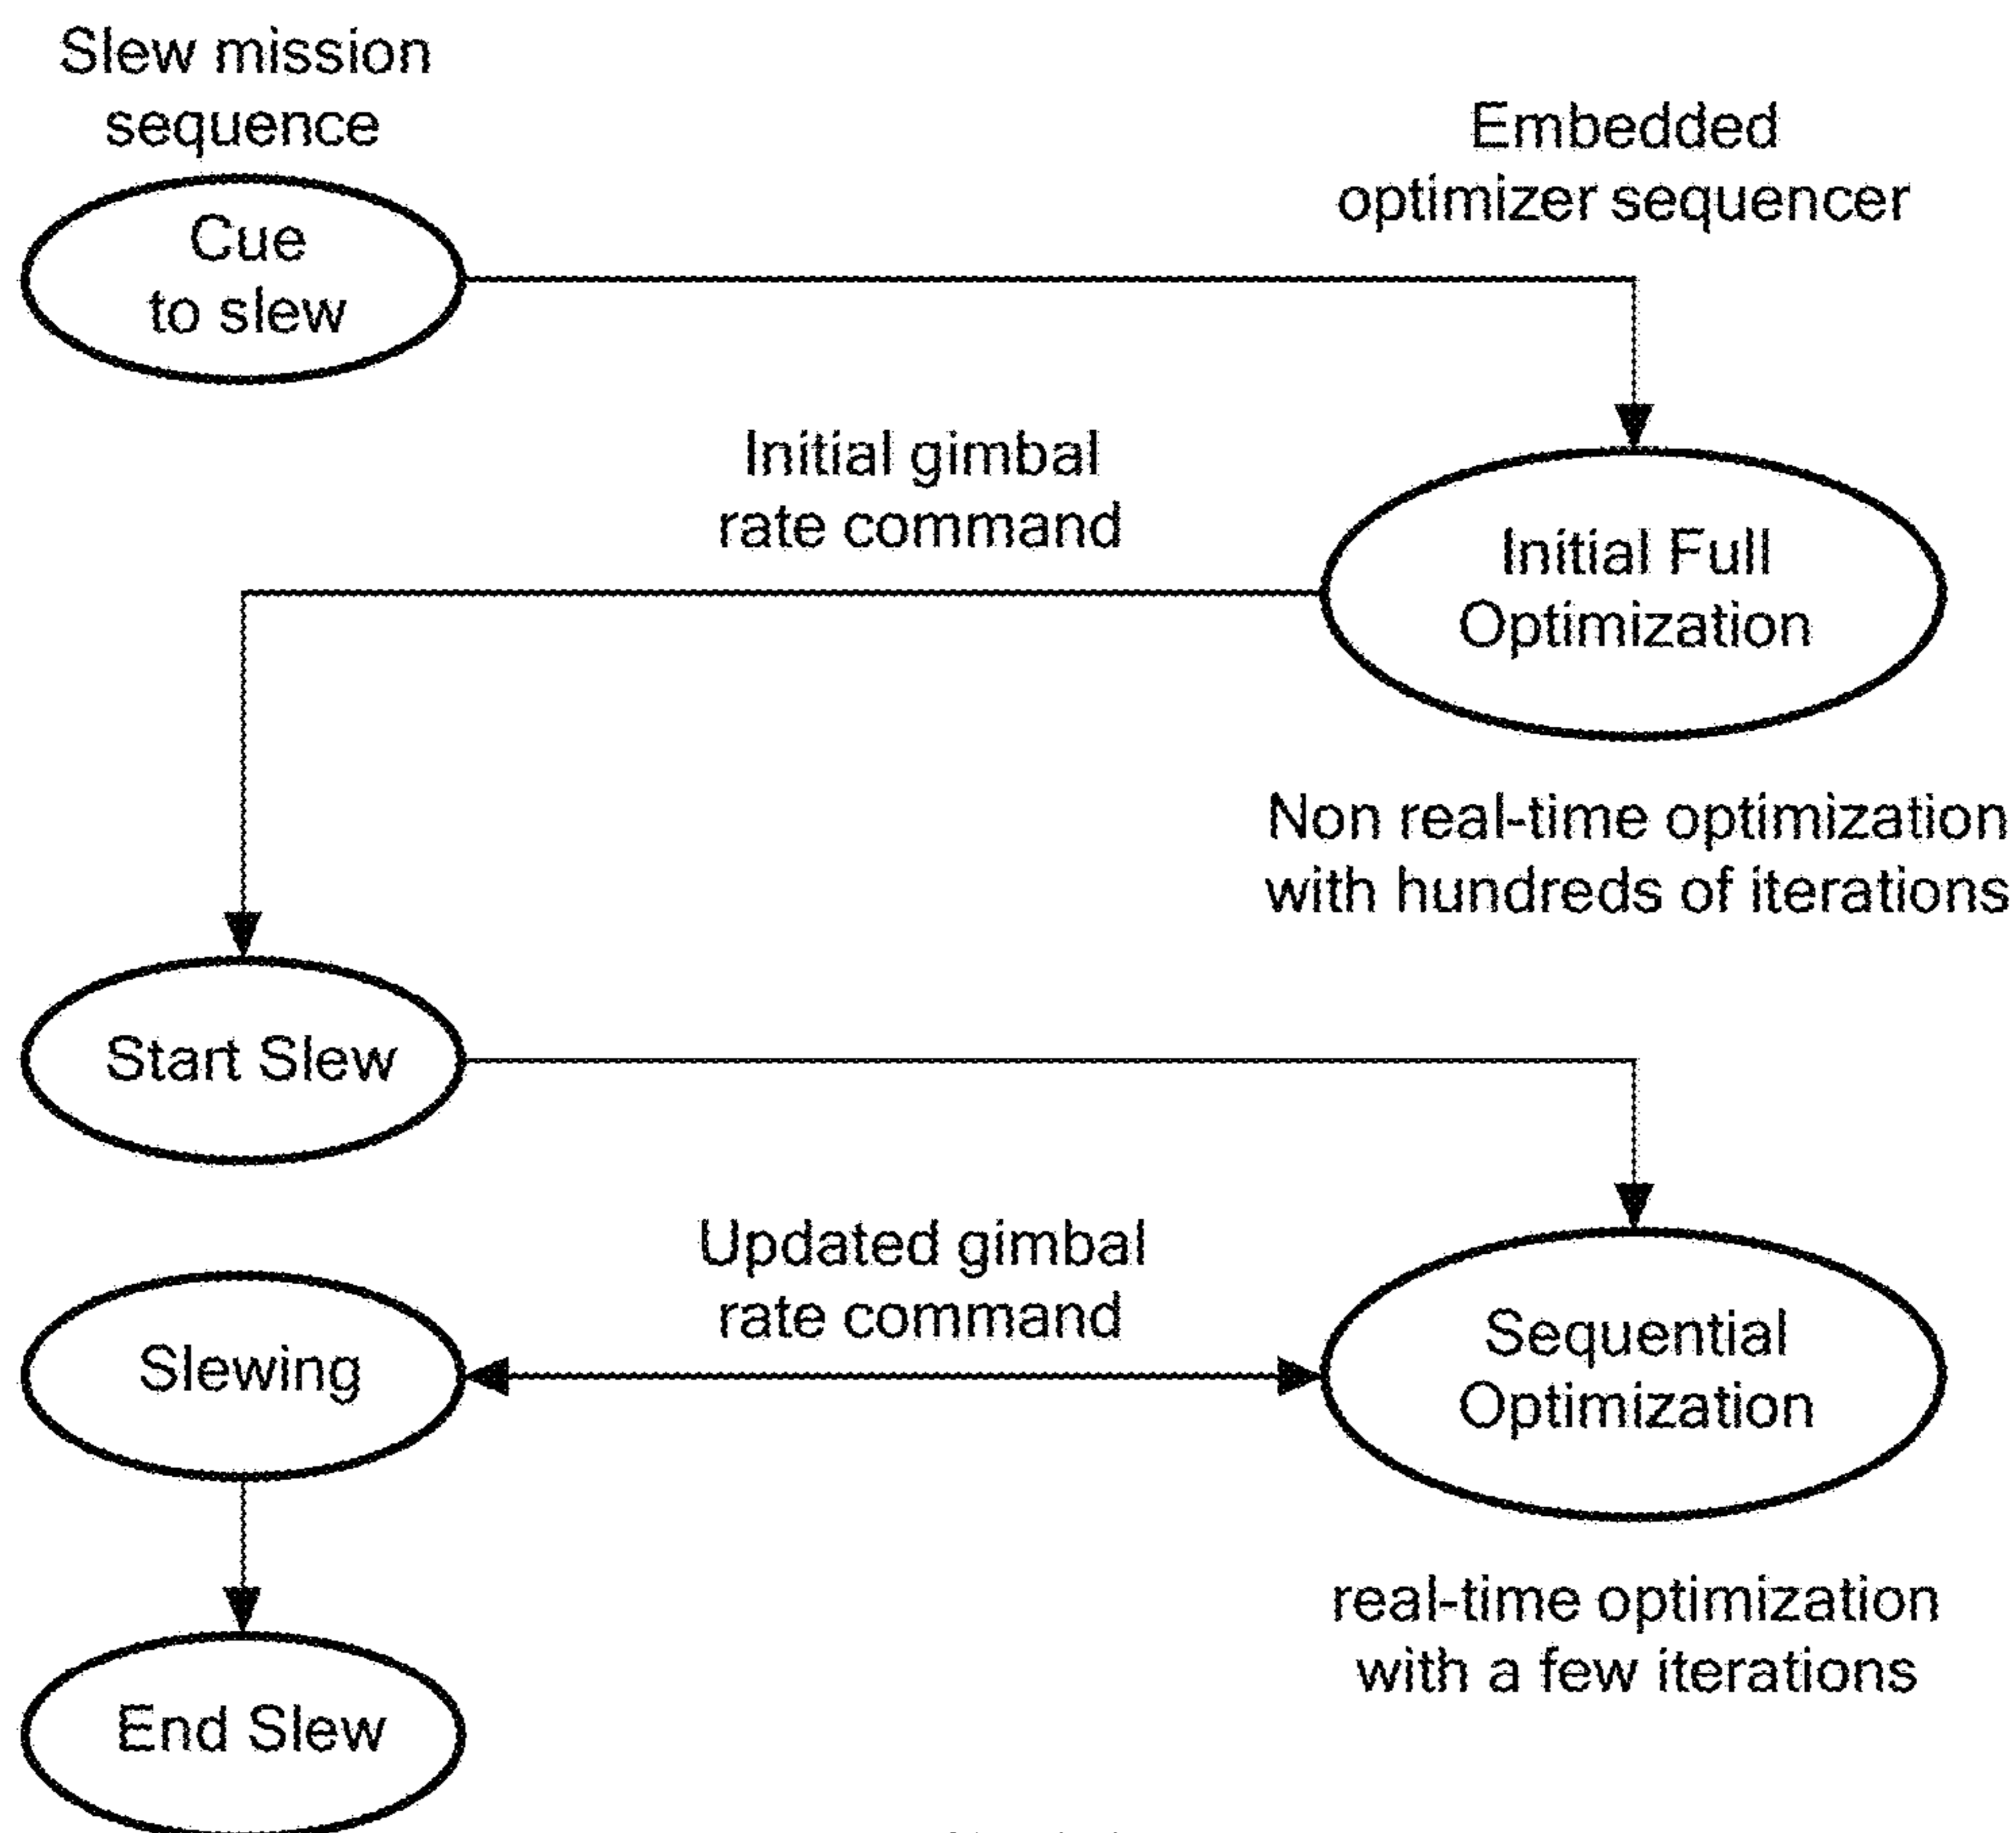 Slew mission
sequence
Embedded
optimizer sequencer
Cue
to slew
Initial gimbal
rate command
Initial Full
Optimization
Non real-time optimization
with hundreds of iterations
Start Slew
Updated gimbal
rate command
Slewing
Sequential
Optimization
real-time optimization
with a few iterations
End Slew